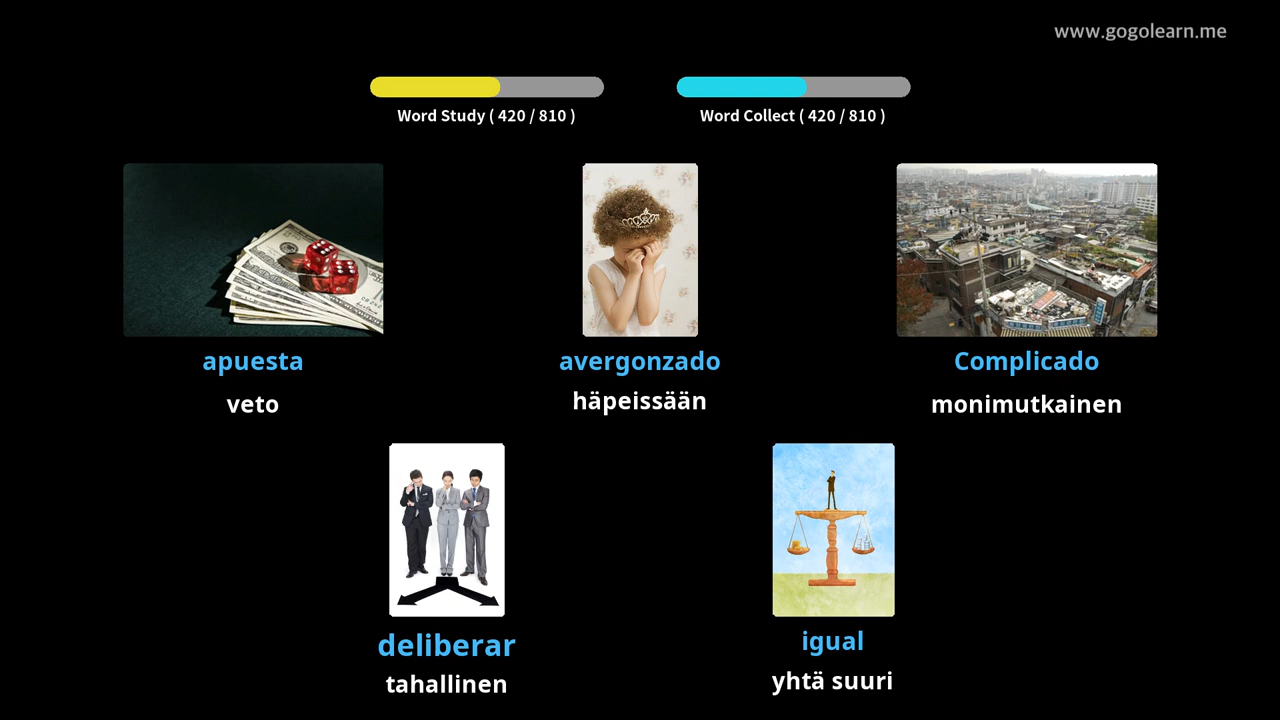 www.gogolearn.me
Word Study ( 420 / 810 )
Word Collect ( 420 / 810 )
apuesta
veto
avergonzado
häpeissään
Complicado
monimutkainen
deliberar
tahallinen
igual
yhtä suuri